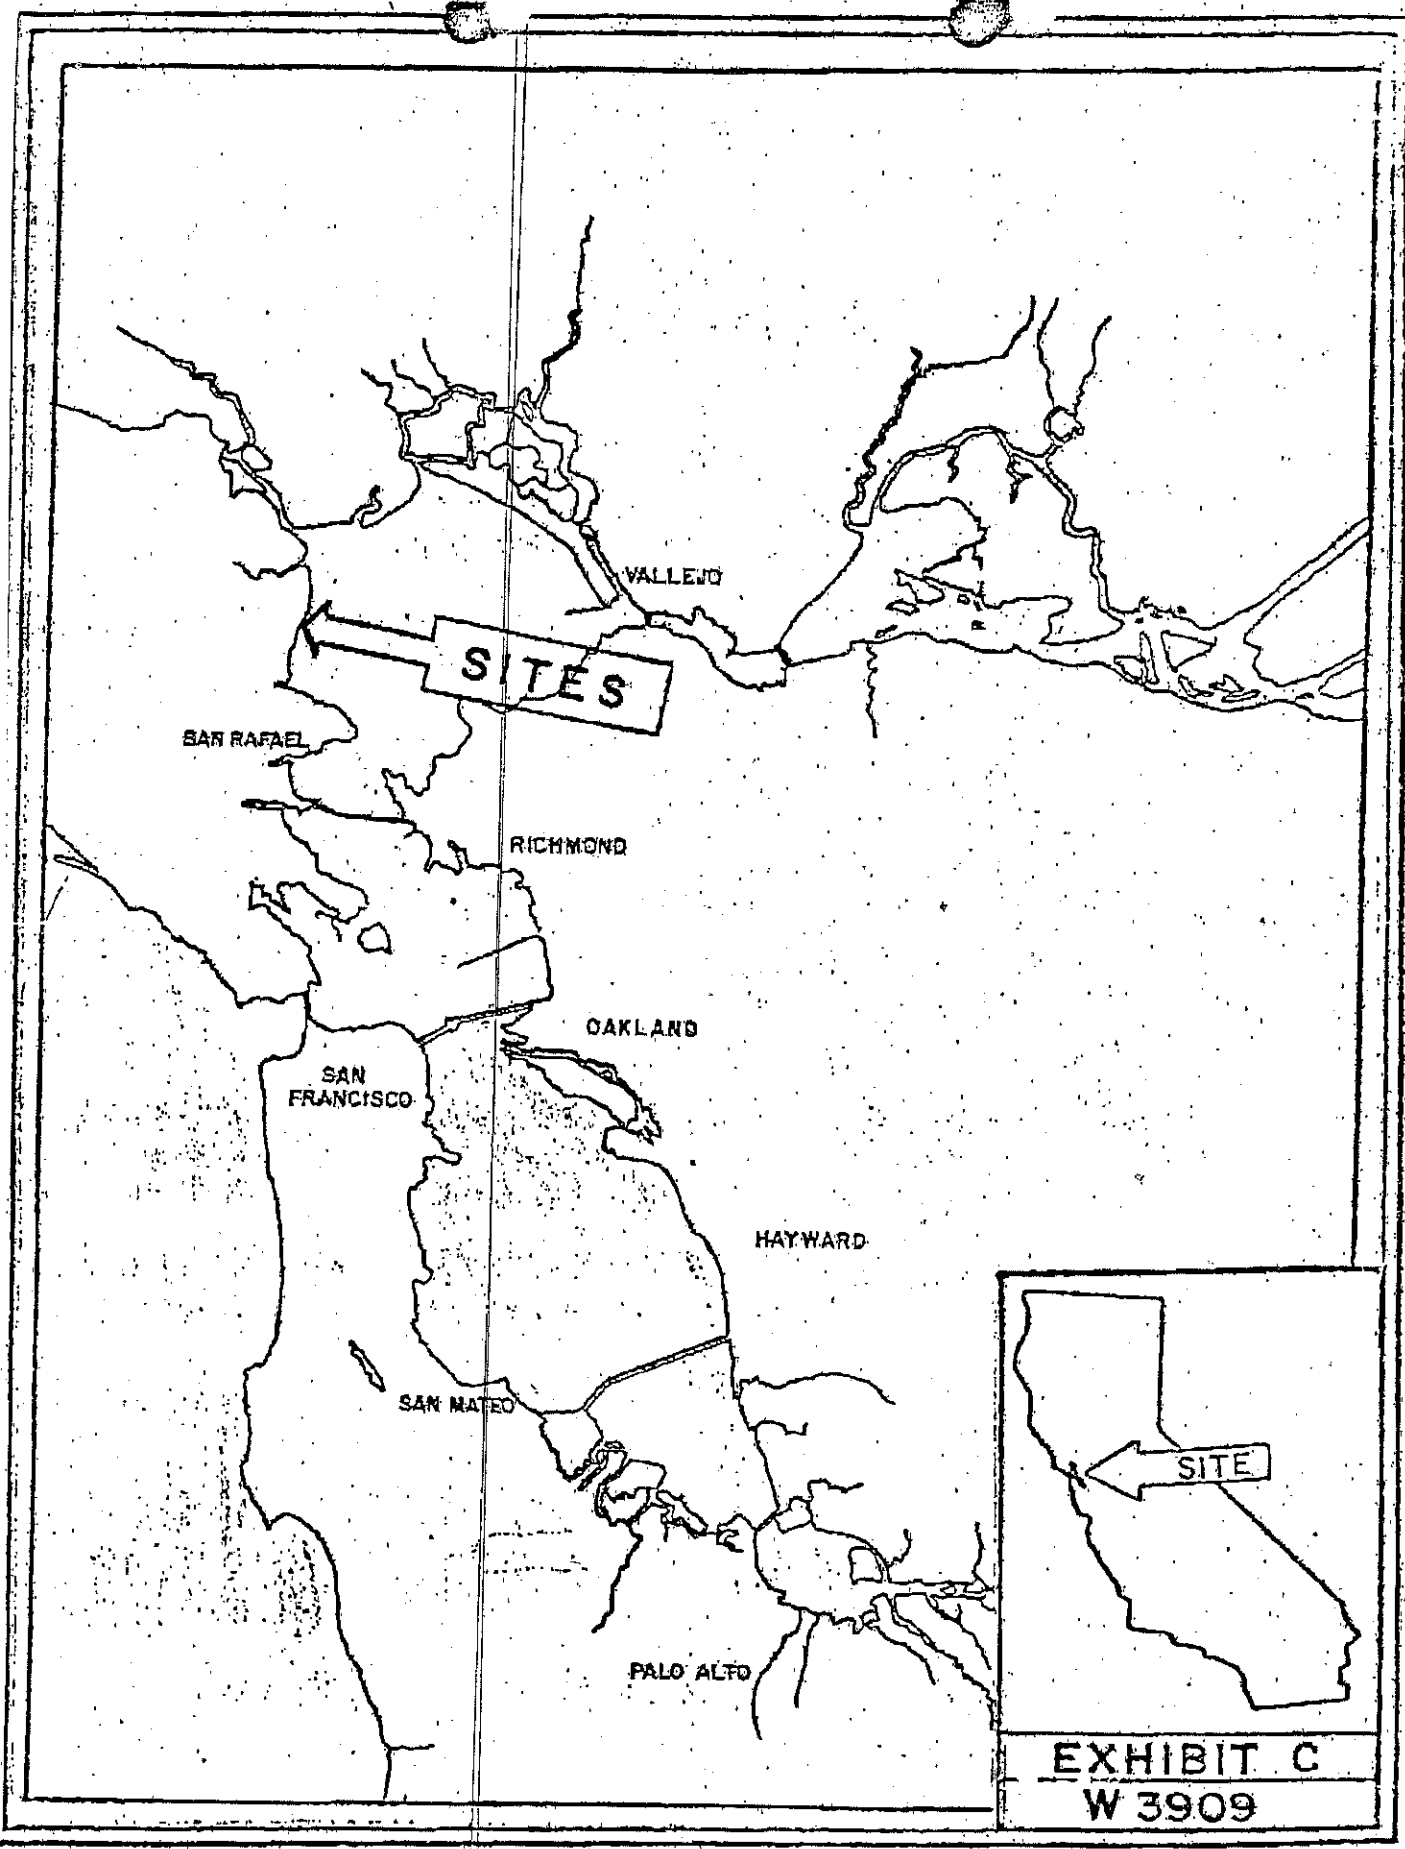 VALLEJO
SITES
SAN RAFAEL
RICHMOND
OAKLAND
SAN
FRANCISCO
HAYWARD
SAN MATEO
SITE
PALO ALTO
EXHIBIT C
W 3909